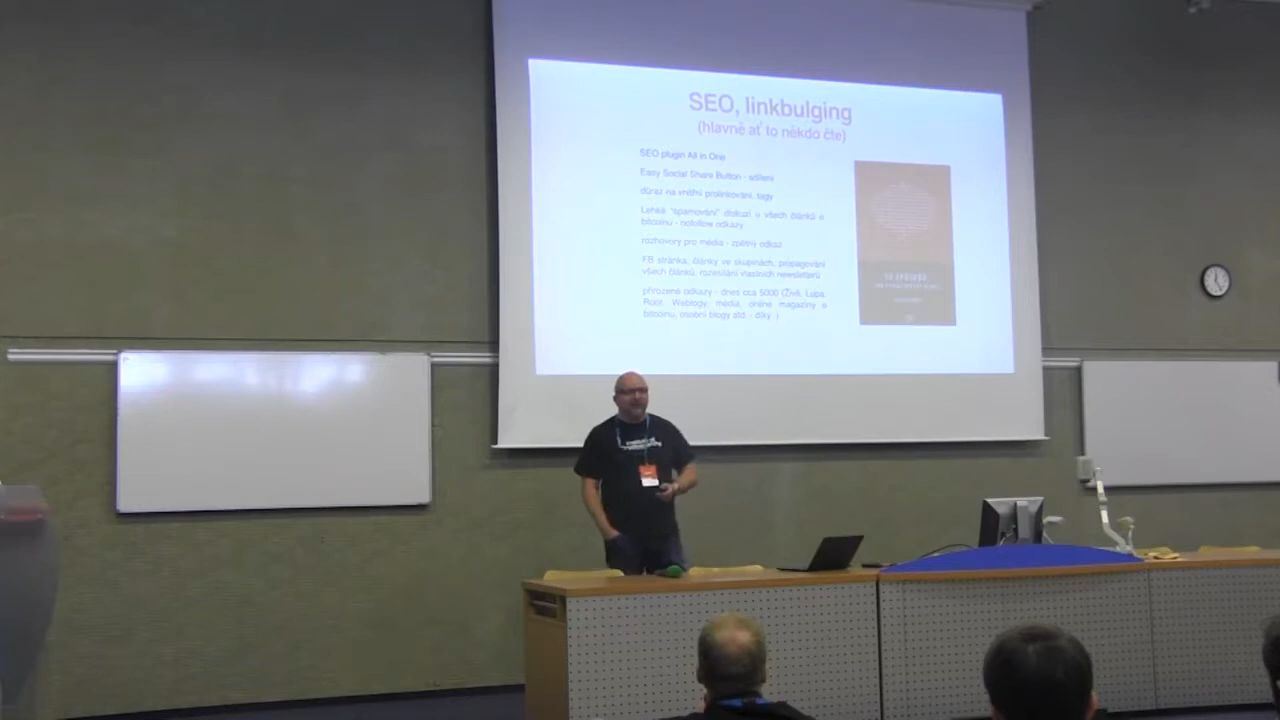 SEO, linkbulging
(hlavně ať to někdo čte)
SEO plugin All in One
Easy Social Share Button - sdílení
důraz na vnitřní prolinkování, tagy
Lehké "spamování" diskuzí u všech článků o
bitcoinu - nofollow odkazy
rozhovory pro média - zpětný odkaz
FB stránka, články ve skupinách, propagování
všech článků, rozesílání vlastních newsletterů
přirozené odkazy - dnes cca 5000 (Živě, Lupa,
Root, Weblogy, média, online magazíny o
bitcoinu, osobní blogy atd. - díky :)